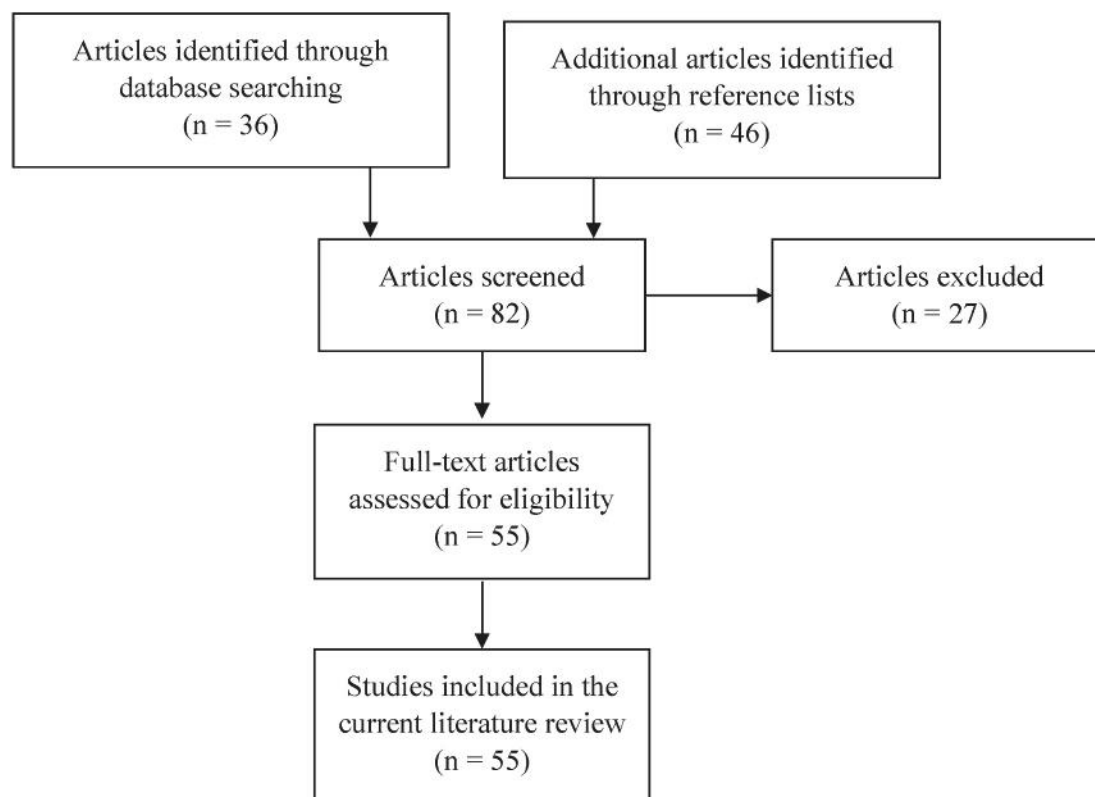 Articles identified through
database searching
(n = 36)
Additional articles identified
through reference lists
(n = 46)
Articles screened
(n = 82)
Articles excluded
(n = 27)
Full-text articles
assessed for eligibility
(n = 55)
Studies included in the
current literature review
(n = 55)